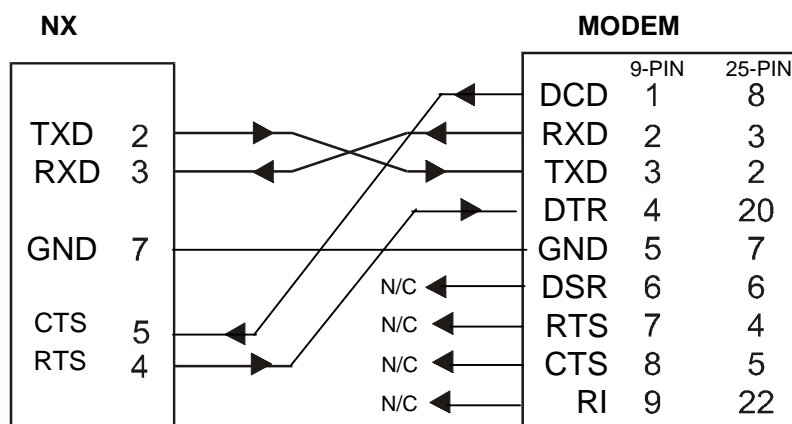 NX
MODEM
9-PIN 25-PIN
DCD 1 8
TXD 2
RXD 2 3
RXD 3
TXD 3 2
DTR 4 20
GND 7
GND 5 7
N/C DSR 6 6
CTS 5
N/C RTS 7 4
RTS 4
N/C CTS 8 5
N/C RI 9 22